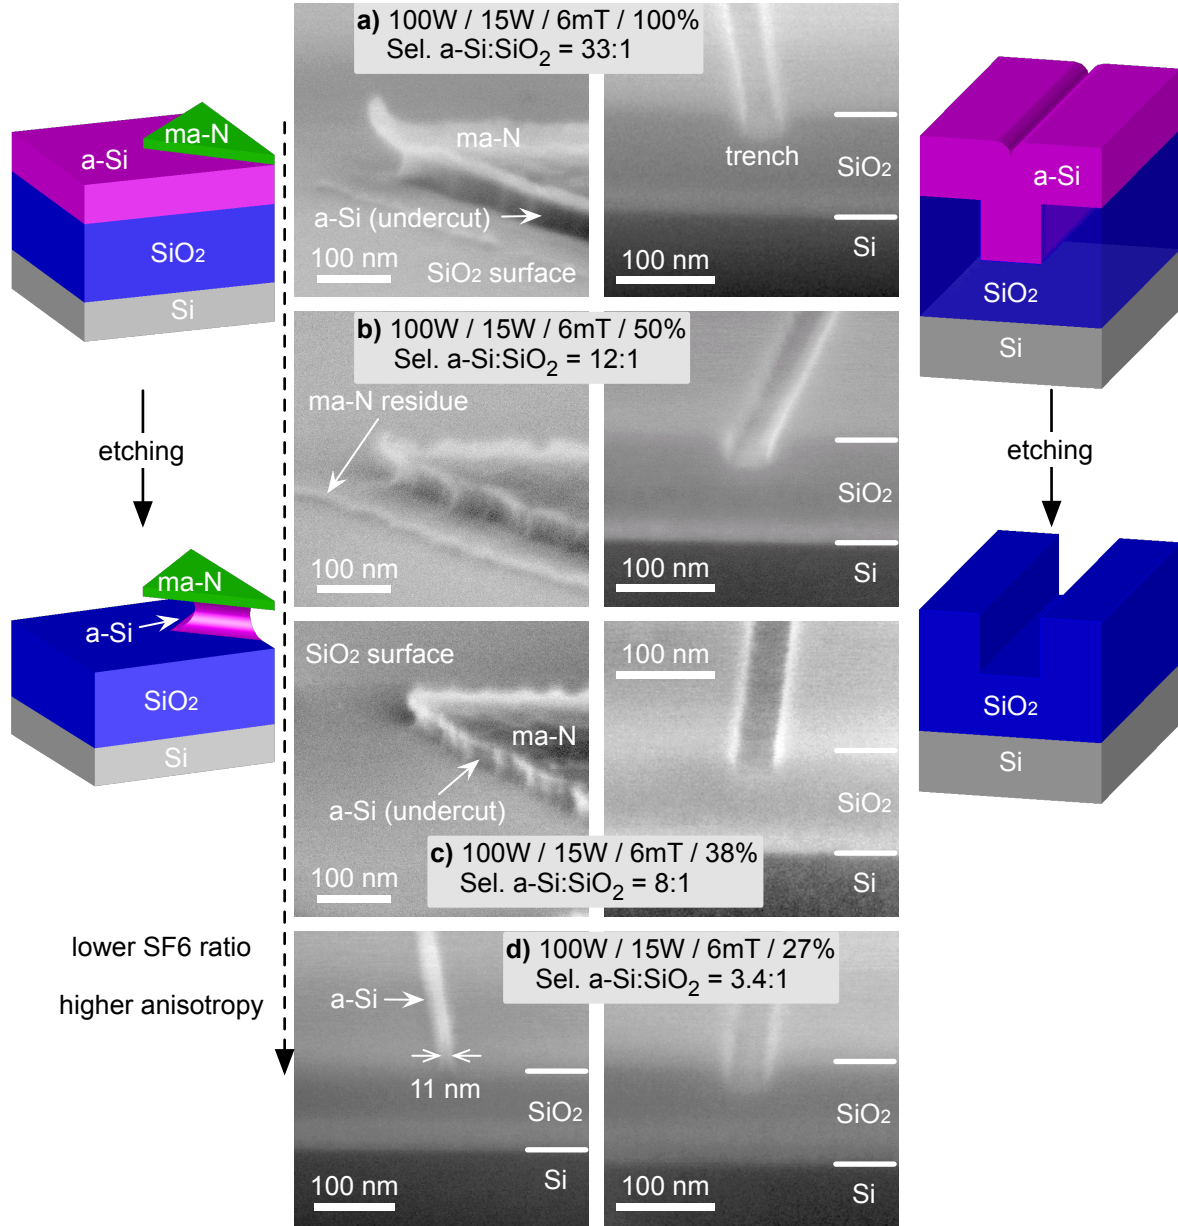 a) 100W / 15W / 6mT / 100%
Sel. a-Si:SiO2 = 33:1
ma-N
a-Si
SiO2
Si
ma-N
a-Si (undercut)
100 nm
SiO2 surface
trench
SiO2
Si
100 nm
a-Si
SiO2
Si
etching
b) 100W / 15W / 6mT / 50%
Sel. a-Si:SiO2 = 12:1
ma-N residue
100 nm
SiO2
Si
100 nm
etching
ma-N
a-Si
SiO2
Si
SiO2 surface
ma-N
a-Si (undercut)
100 nm
100 nm
SiO2
Si
c) 100W / 15W / 6mT / 38%
Sel. a-Si:SiO2 = 8:1
SiO2
Si
lower SF6 ratio
higher anisotropy
d) 100W / 15W / 6mT / 27%
Sel. a-Si:SiO2 = 3.4:1
a-Si
11 nm
SiO2
Si
100 nm
SiO2
Si
100 nm